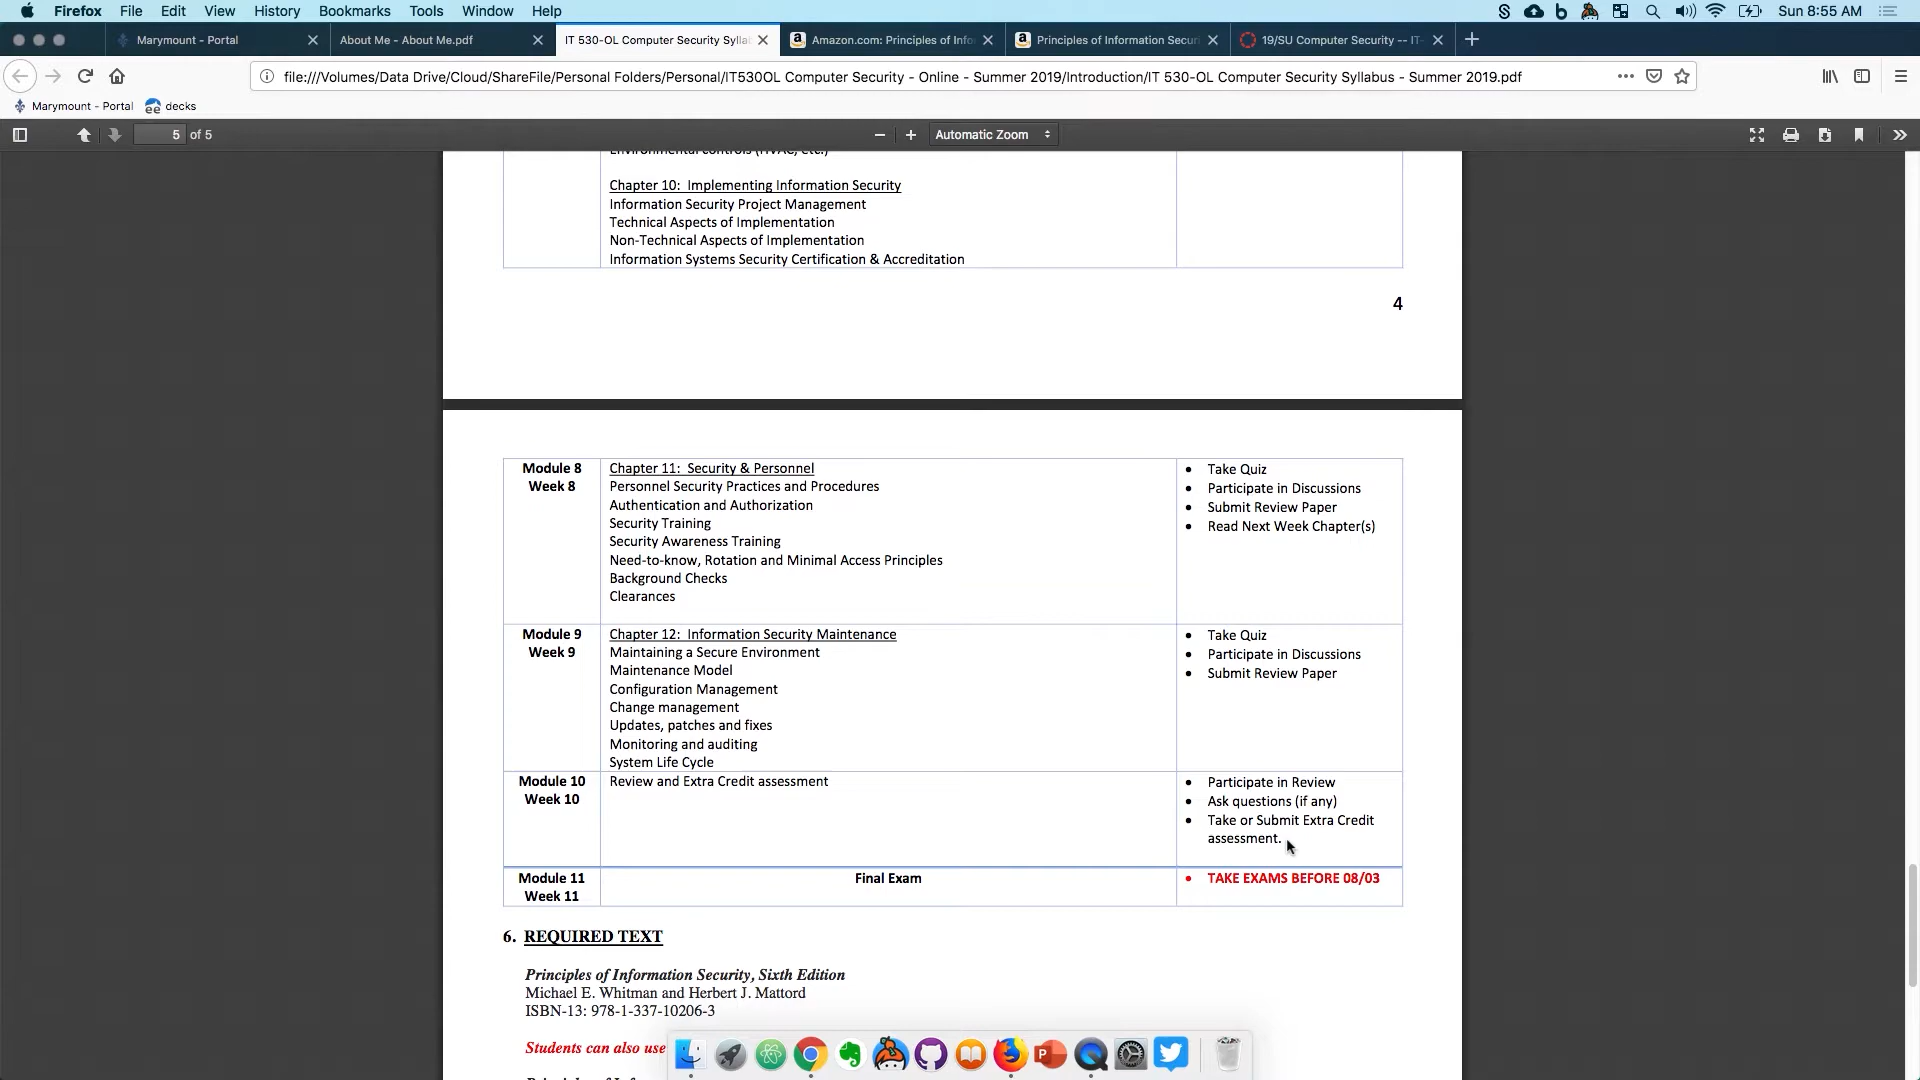 Firefox File Edit View History Bookmarks Tools Window Help Sun 8:55 AM
Marymount - Portal
About Me - About Me.pdf
IT 530-OL Computer Security Sylla
Amazon.com: Principles of Info
Principles of Information Securi
19/SU Computer Security -- IT-
file:///Volumes/Data Drive/Cloud/ShareFile/Personal Folders/Personal/IT530OL Computer Security - Online - Summer 2019/Introduction/IT 530-OL Computer Security Syllabus - Summer 2019.pdf
Marymount - Portal decks
5 of 5 Automatic Zoom
Environmental controls (HVAC, etc.)
Chapter 10: Implementing Information Security
Information Security Project Management
Technical Aspects of Implementation
Non-Technical Aspects of Implementation
Information Systems Security Certification & Accreditation
4
Module 8
Week 8
Chapter 11: Security & Personnel
Personnel Security Practices and Procedures
Authentication and Authorization
Security Training
Security Awareness Training
Need-to-know, Rotation and Minimal Access Principles
Background Checks
Clearances
• Take Quiz
• Participate in Discussions
• Submit Review Paper
• Read Next Week Chapter(s)
Module 9
Week 9
Chapter 12: Information Security Maintenance
Maintaining a Secure Environment
Maintenance Model
Configuration Management
Change management
Updates, patches and fixes
Monitoring and auditing
System Life Cycle
• Take Quiz
• Participate in Discussions
• Submit Review Paper
Module 10
Week 10
Review and Extra Credit assessment
• Participate in Review
• Ask questions (if any)
• Take or Submit Extra Credit
assessment.
Module 11
Week 11
Final Exam
• TAKE EXAMS BEFORE 08/03
6. REQUIRED TEXT
Principles of Information Security, Sixth Edition
Michael E. Whitman and Herbert J. Mattord
ISBN-13: 978-1-337-10206-3
Students can also use